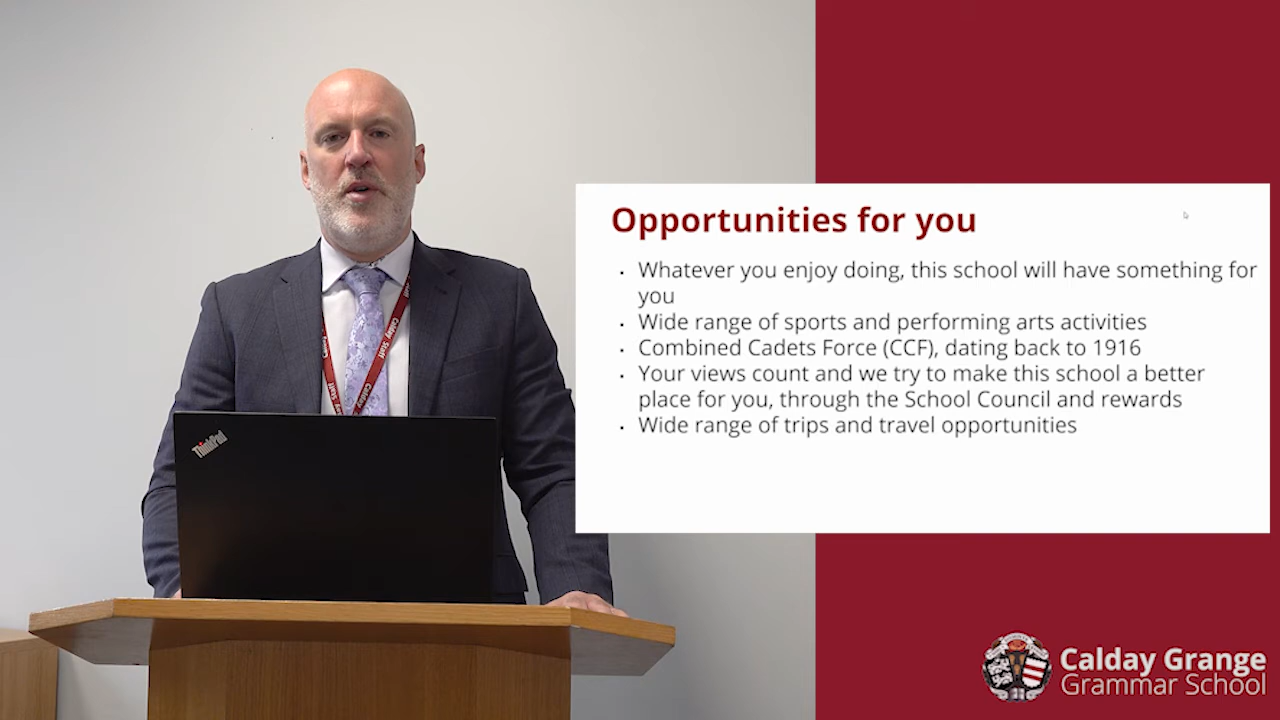 Opportunities for you
· Whatever you enjoy doing, this school will have something for
you
· Wide range of sports and performing arts activities
· Combined Cadets Force (CCF), dating back to 1916
· Your views count and we try to make this school a better
place for you, through the School Council and rewards
· Wide range of trips and travel opportunities
Calday Staff
Calday
ThinkPad
Calday Grange
Grammar School